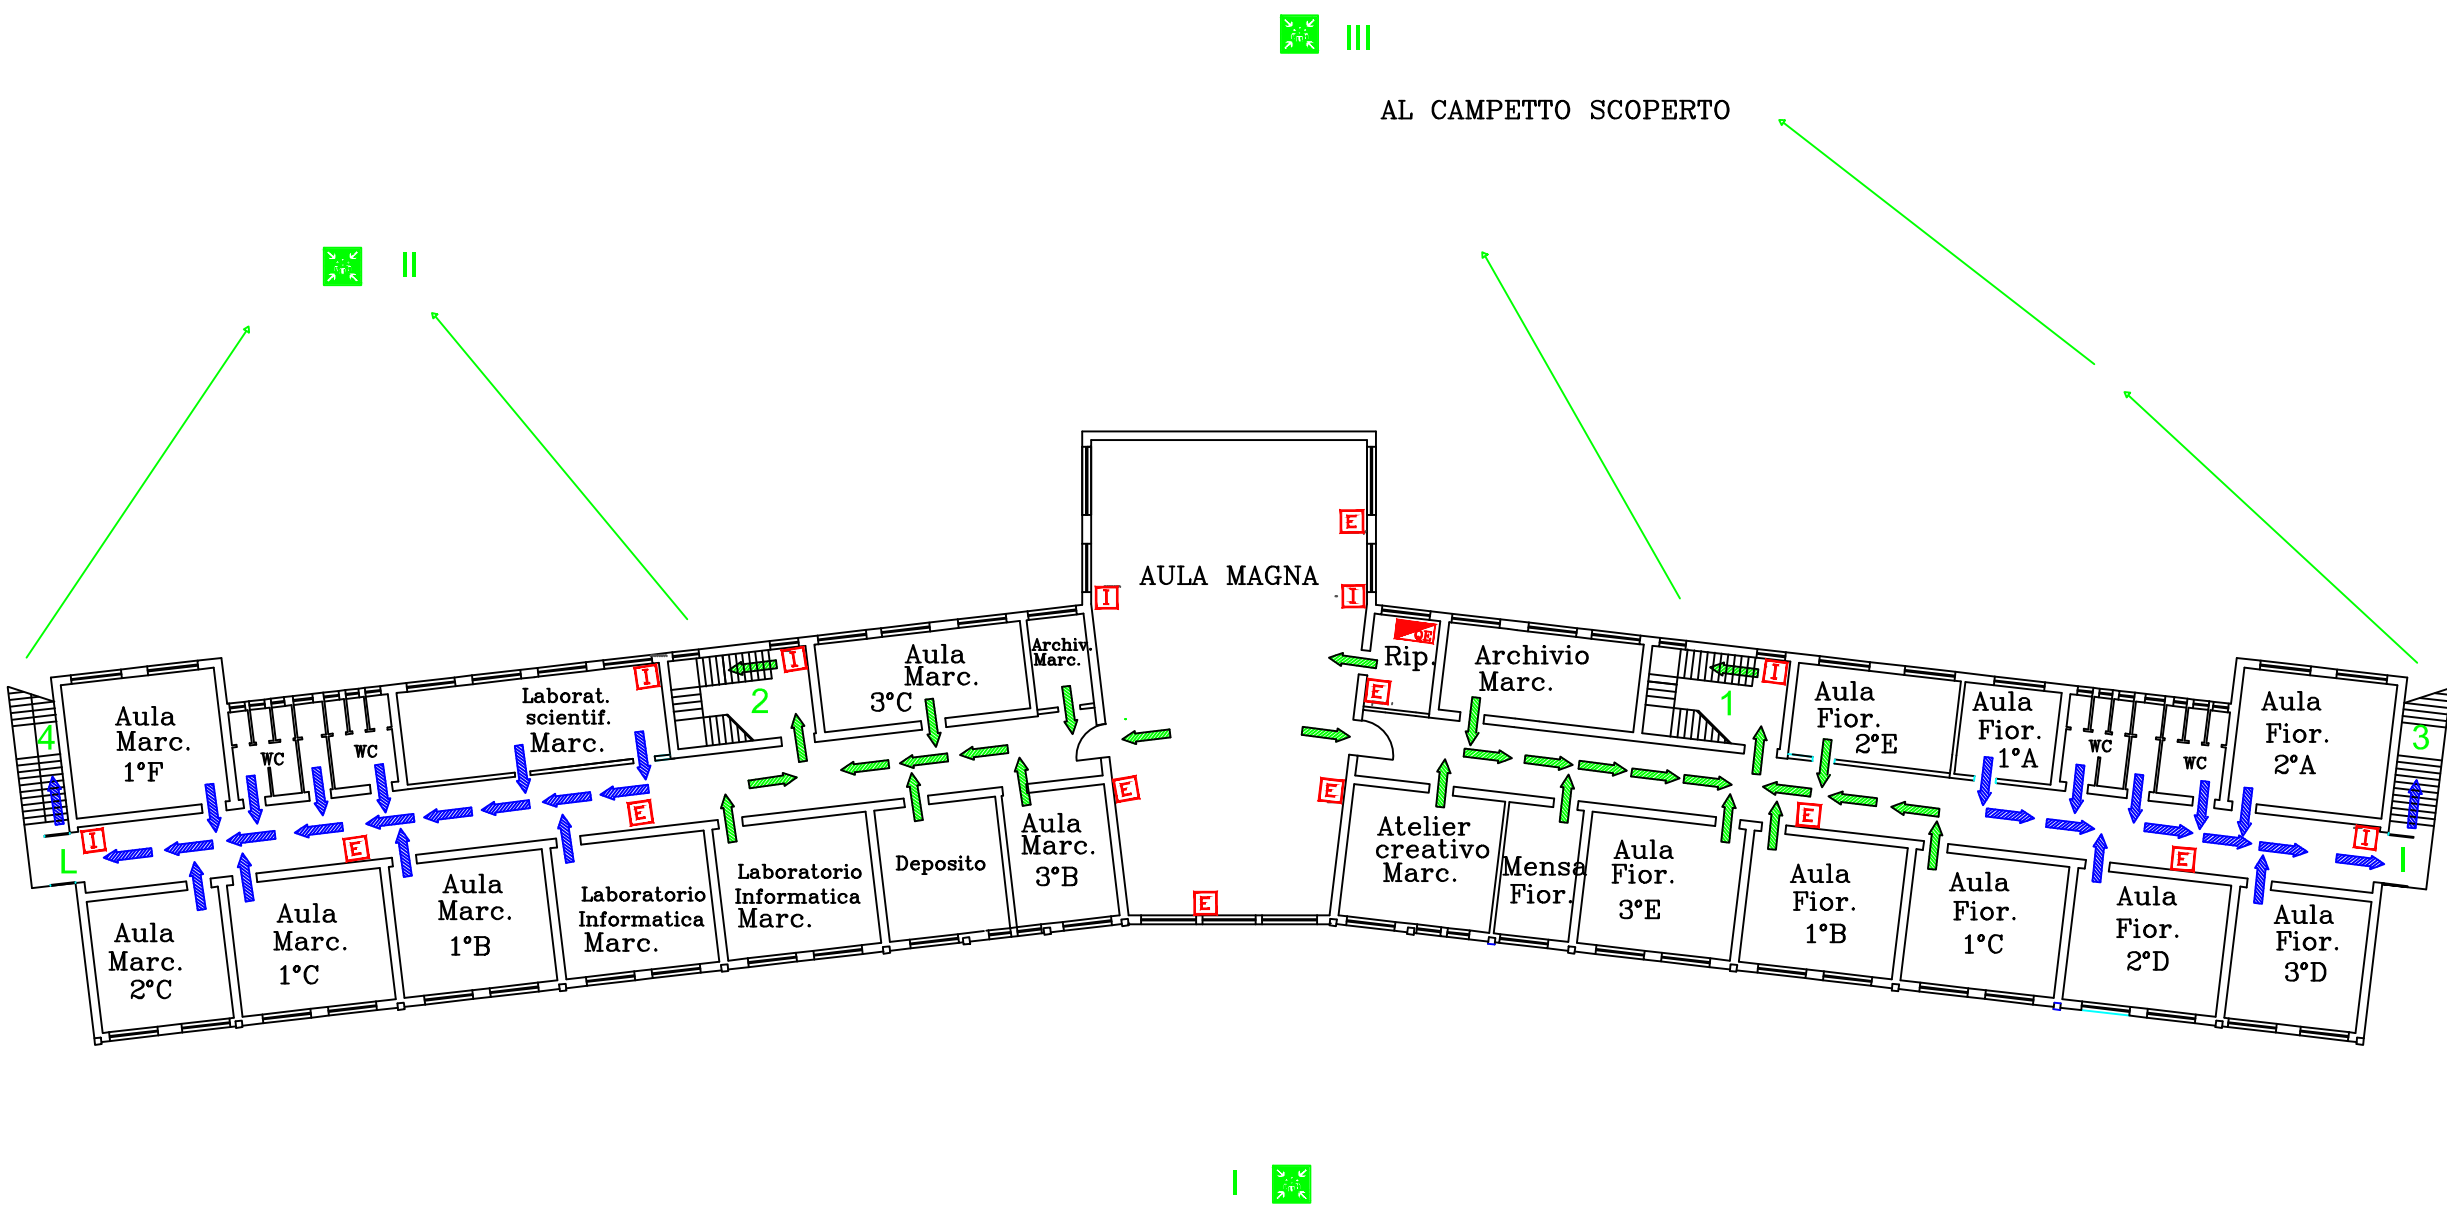 III
AL CAMPETTO SCOPERTO
II
AULA MAGNA
E
I
I
4
L
Aula
Marc.
1°F
WC
WC
Laborat.
scientif.
Marc.
I
2
I
Aula
Marc.
3°C
Archiv.
Marc.
QE
Rip.
E
Archivio
Marc.
1
I
Aula
Fior.
2°E
Aula
Fior.
1°A
WC
WC
Aula
Fior.
2°A
3
I
I
I
E
E
E
E
E
E
E
Aula
Marc.
2°C
Aula
Marc.
1°C
Aula
Marc.
1°B
Laboratorio
Informatica
Marc.
Laboratorio
Informatica
Marc.
Deposito
Aula
Marc.
3°B
Atelier
creativo
Marc.
Mensa
Fior.
Aula
Fior.
3°E
Aula
Fior.
1°B
Aula
Fior.
1°C
Aula
Fior.
2°D
Aula
Fior.
3°D
I